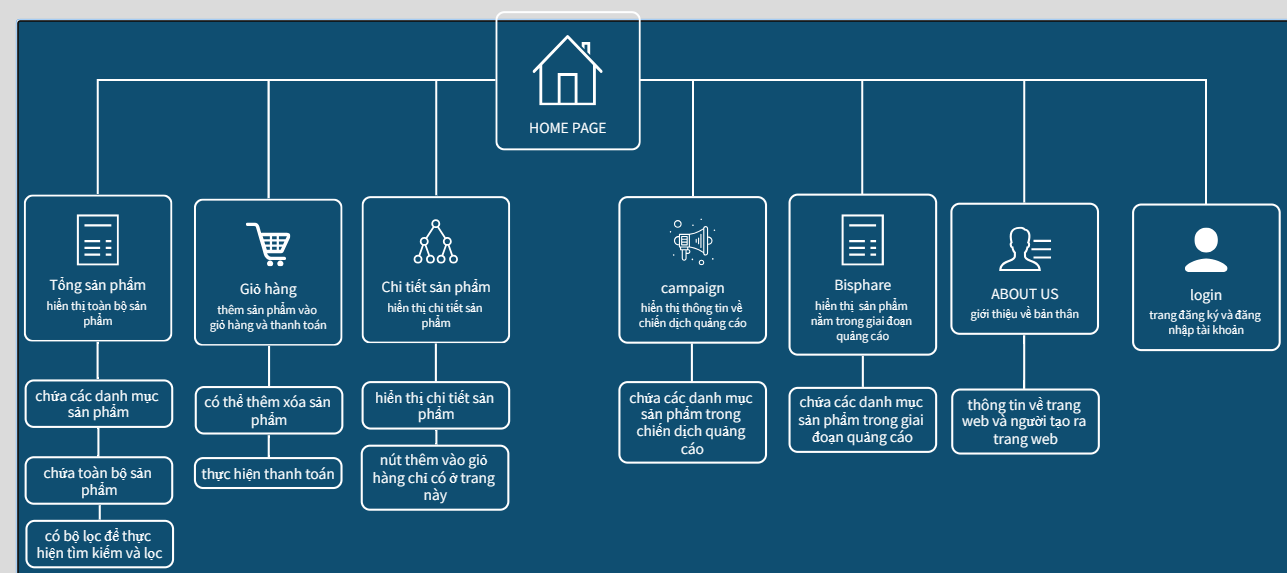 HOME PAGE
Tổng sản phẩm
hiển thị toàn bộ sản
phẩm
chứa các danh mục
sản phẩm
chứa toàn bộ sản
phẩm
có bộ lọc để thực
hiện tìm kiếm và lọc
Giỏ hàng
thêm sản phẩm vào
giỏ hàng và thanh toán
có thể thêm xóa sản
phẩm
thực hiện thanh toán
Chi tiết sản phẩm
hiển thị chi tiết sản
phẩm
hiển thị chi tiết sản
phẩm
nút thêm vào giỏ
hàng chỉ có ở trang
này
campaign
hiển thị thông tin về
chiến dịch quảng cáo
chứa các danh mục
sản phẩm trong
chiến dịch quảng
cáo
Bisphare
hiển thị sản phẩm
nằm trong giai đoạn
quảng cáo
chứa các danh mục
sản phẩm trong giai
đoạn quảng cáo
ABOUT US
giới thiệu về bản thân
thông tin về trang
web và người tạo ra
trang web
login
trang đăng ký và đăng
nhập tài khoản